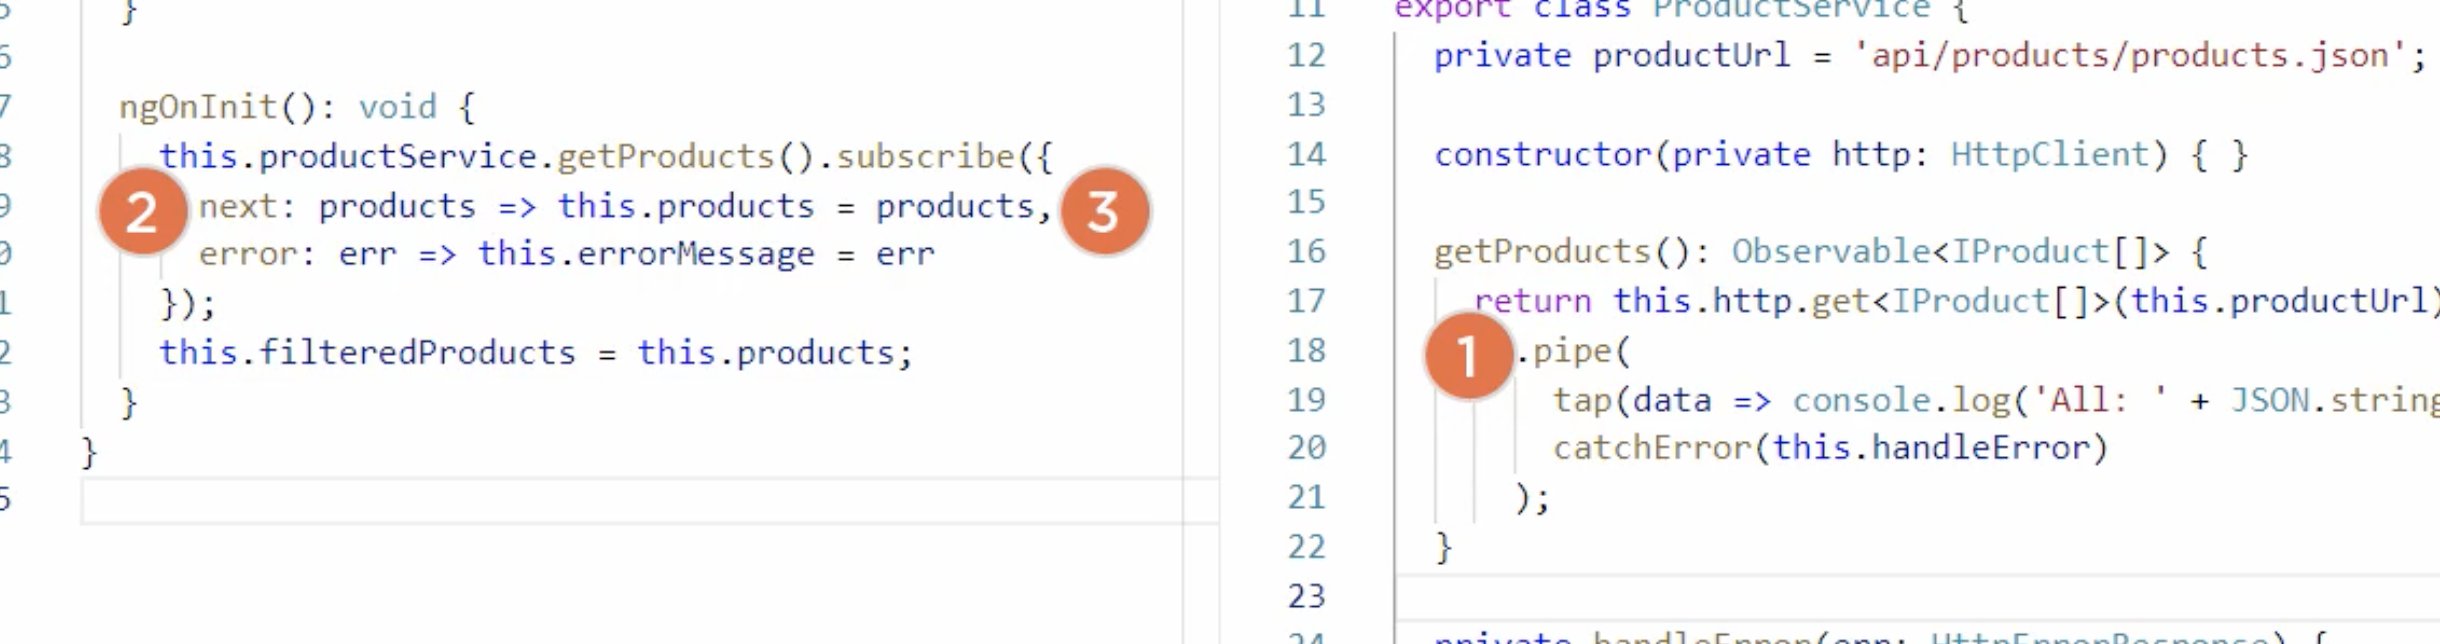 5
}
6
7 ngOnInit(): void {
8 this.productService.getProducts().subscribe({
9 2 next: products => this.products = products, 3
0 error: err => this.errorMessage = err
1 });
2 this.filteredProducts = this.products;
3 }
4 }
5
11 export class ProductService {
12 private productUrl = 'api/products/products.json';
13
14 constructor(private http: HttpClient) { }
15
16 getProducts(): Observable<IProduct[]> {
17 return this.http.get<IProduct[]>(this.productUrl)
18 1 .pipe(
19 tap(data => console.log('All: ' + JSON.string
20 catchError(this.handleError)
21 );
22 }
23
24 private handleError(err: HttpErrorResponse) {